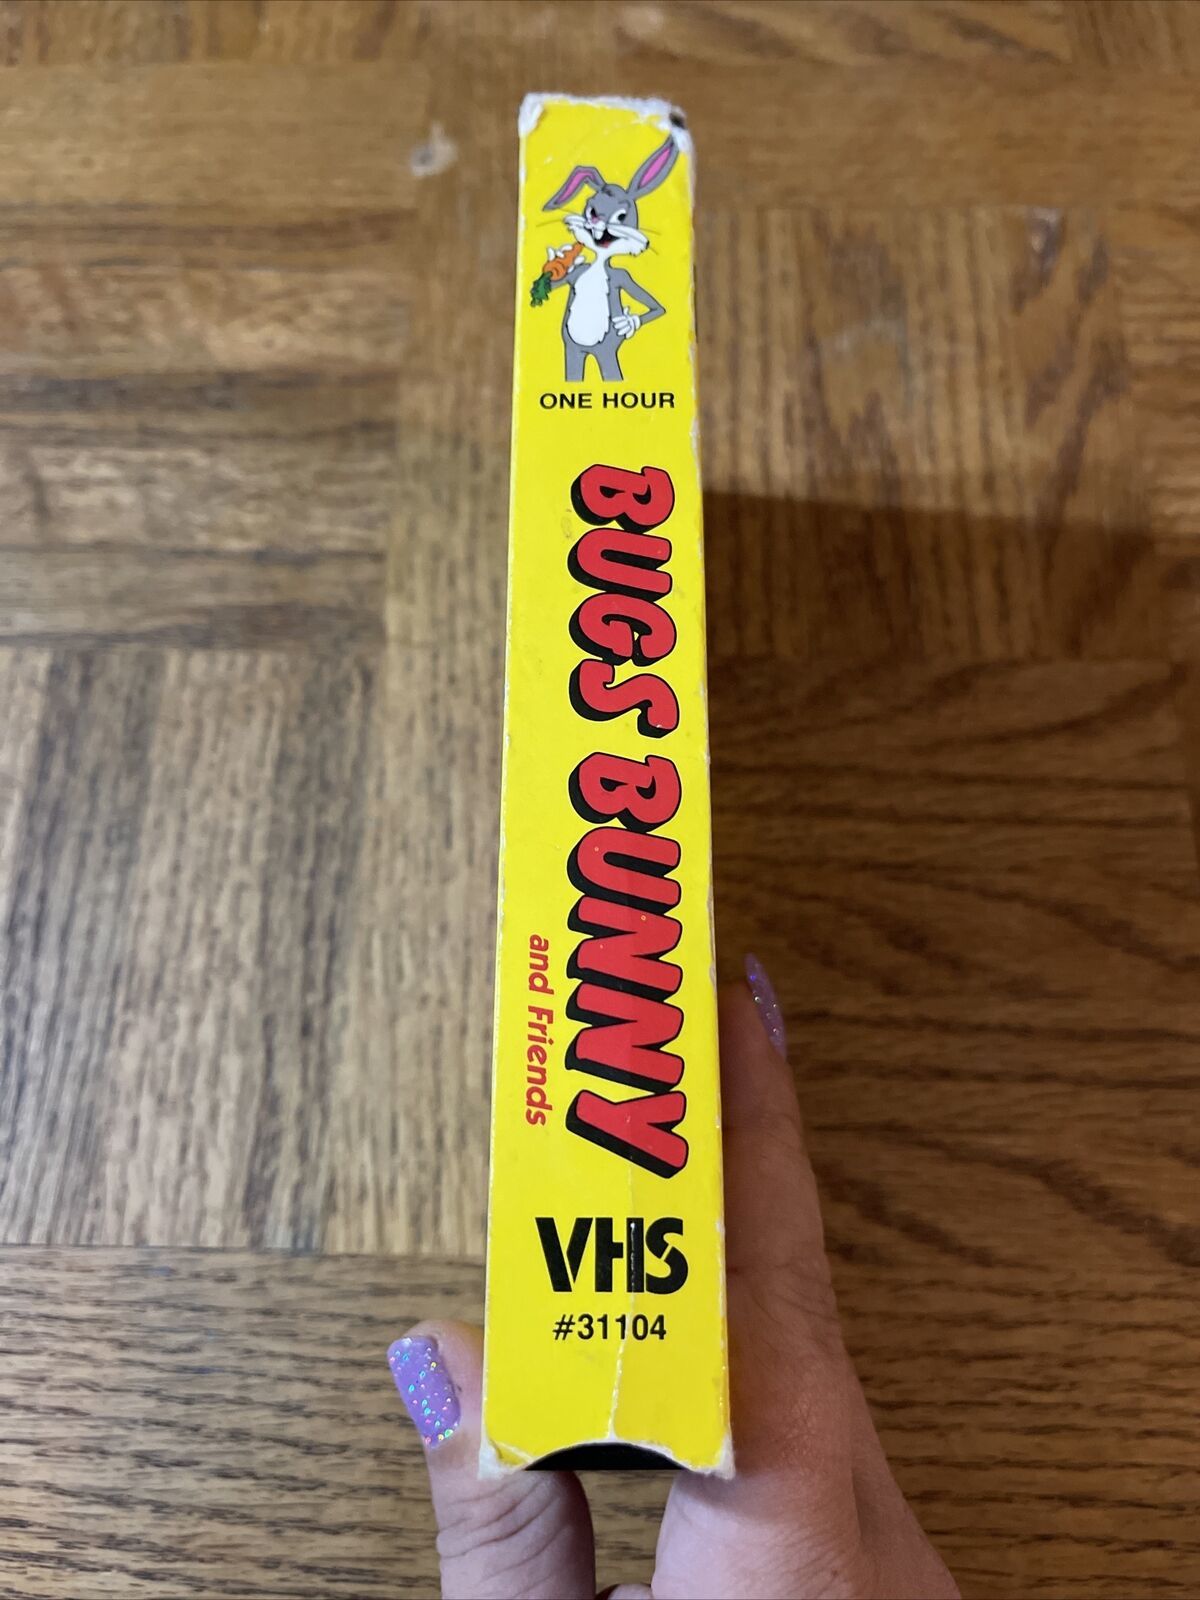 ONE HOUR
BUGS BUNNY
and Friends
VHS
#31104